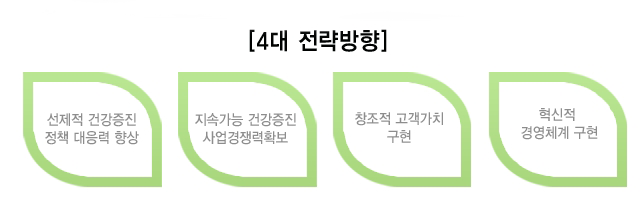 [4대 전략방향]
선제적 건강증진
정책 대응력 향상
지속가능 건강증진
사업경쟁력확보
창조적 고객가치
구현
혁신적
경영체계 구현